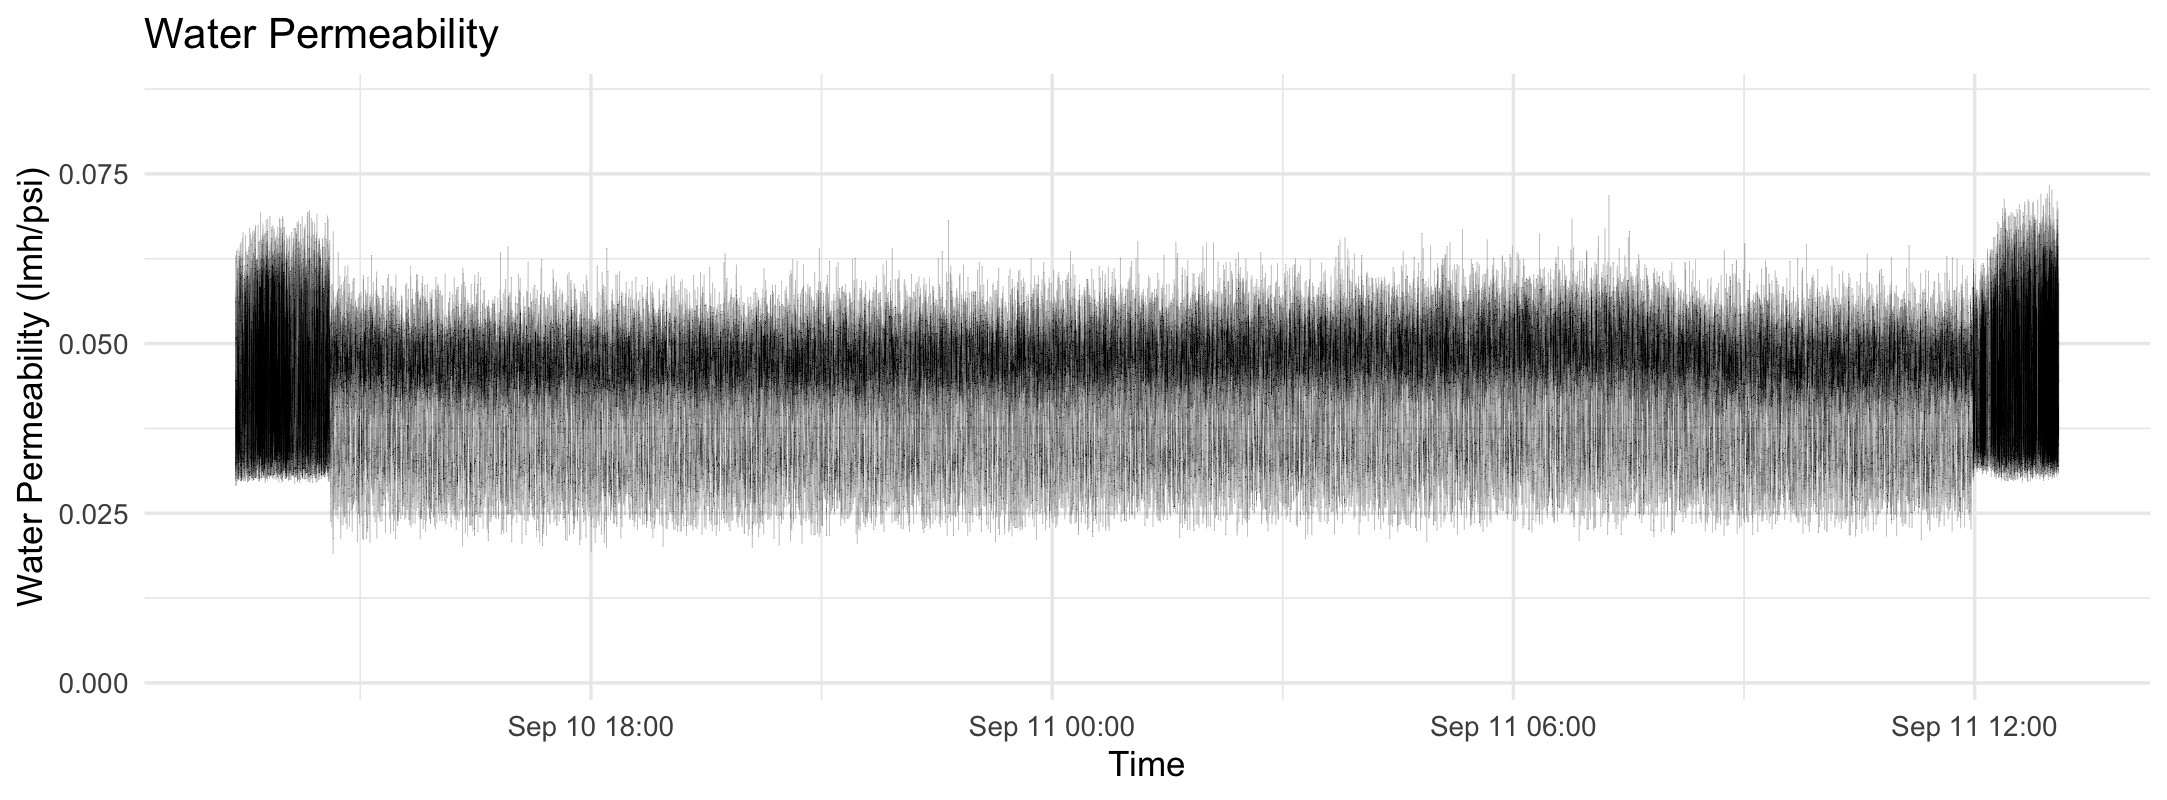 Water Permeability
Water Permeability (lmh/psi)
0.075
0.050
0.025
0.000
Sep 10 18:00
Sep 11 00:00
Sep 11 06:00
Sep 11 12:00
Time